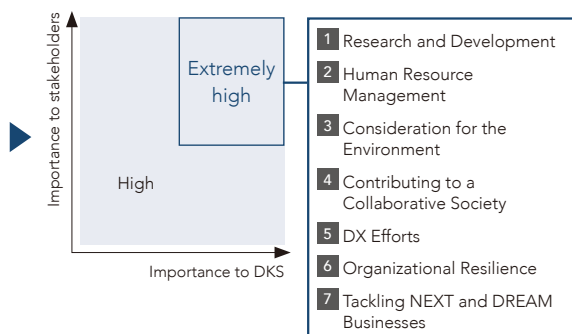 Importance to stakeholders
Extremely
high
High
Importance to DKS
1 Research and Development
2 Human Resource
Management
3 Consideration for the
Environment
4 Contributing to a
Collaborative Society
5 DX Efforts
6 Organizational Resilience
7 Tackling NEXT and DREAM
Businesses